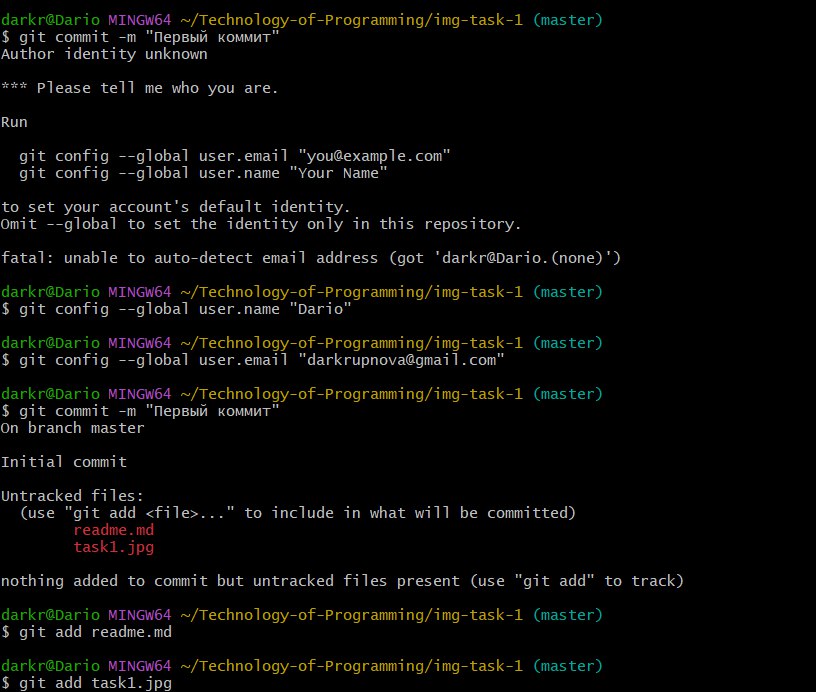 darkr@Dario MINGW64 ~/Technology-of-Programming/img-task-1 (master)
$ git commit -m "Первый коммит"
Author identity unknown

*** Please tell me who you are.

Run

  git config --global user.email "you@example.com"
  git config --global user.name "Your Name"

to set your account's default identity.
Omit --global to set the identity only in this repository.

fatal: unable to auto-detect email address (got 'darkr@Dario.(none)')

darkr@Dario MINGW64 ~/Technology-of-Programming/img-task-1 (master)
$ git config --global user.name "Dario"

darkr@Dario MINGW64 ~/Technology-of-Programming/img-task-1 (master)
$ git config --global user.email "darkrupnova@gmail.com"

darkr@Dario MINGW64 ~/Technology-of-Programming/img-task-1 (master)
$ git commit -m "Первый коммит"
On branch master

Initial commit

Untracked files:
  (use "git add <file>..." to include in what will be committed)
        readme.md
        task1.jpg

nothing added to commit but untracked files present (use "git add" to track)

darkr@Dario MINGW64 ~/Technology-of-Programming/img-task-1 (master)
$ git add readme.md

darkr@Dario MINGW64 ~/Technology-of-Programming/img-task-1 (master)
$ git add task1.jpg